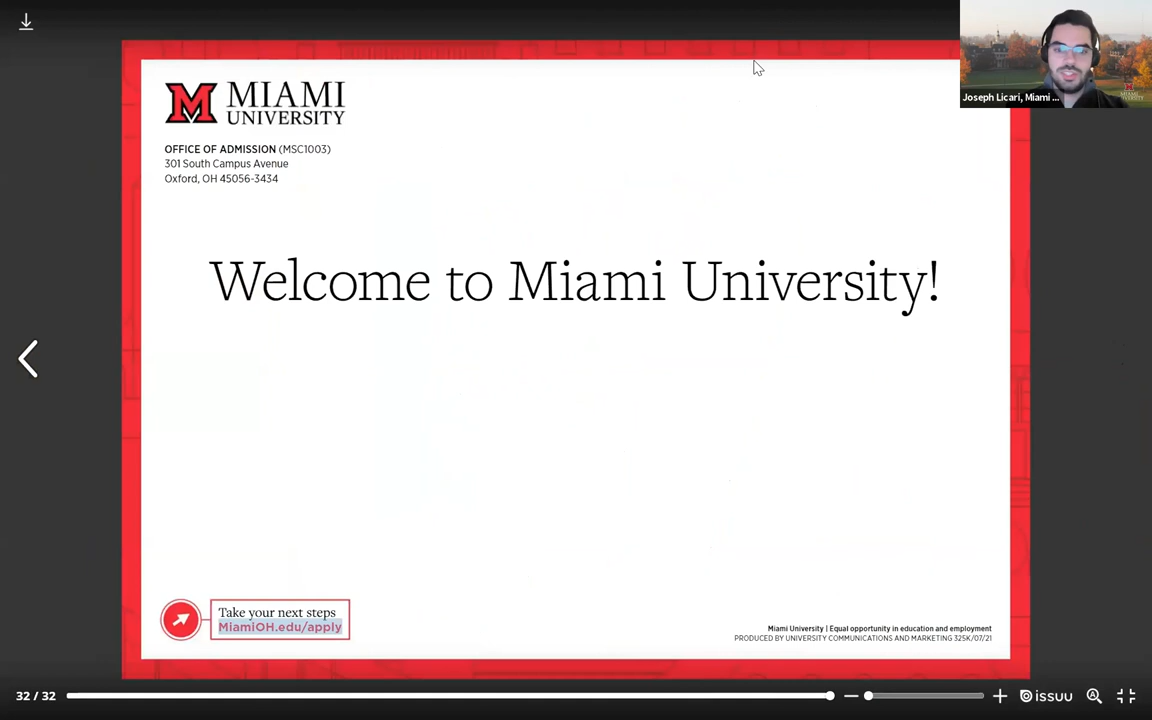 MIAMI
UNIVERSITY
OFFICE OF ADMISSION (MSC1003)
301 South Campus Avenue
Oxford, OH 45056-3434
Joseph Licari, Miami ...
Welcome to Miami University!
Take your next steps
MiamiOH.edu/apply
Miami University | Equal opportunity in education and employment
PRODUCED BY UNIVERSITY COMMUNICATIONS AND MARKETING 325K/07/21
32 / 32
issuu